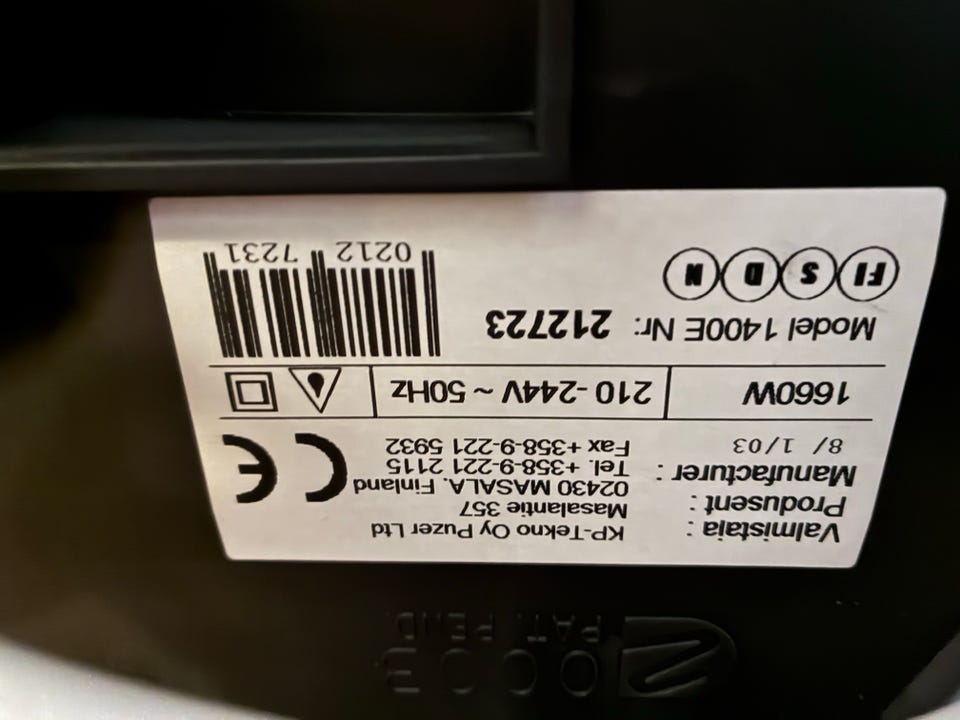 2003
PAT. PEND.
Valmistaja :
Produsent :
Manufacturer :
KP-Tekno Oy Puzer Ltd
Masalantie 357
02430 MASALA. Finland
Tel. +358-9-221 2115
Fax +358-9-221 5932
CE
8/ 1/03
1660W
210 -244V ~ 50Hz
Model 1400E Nr: 212723
FI S D N
0212 7231